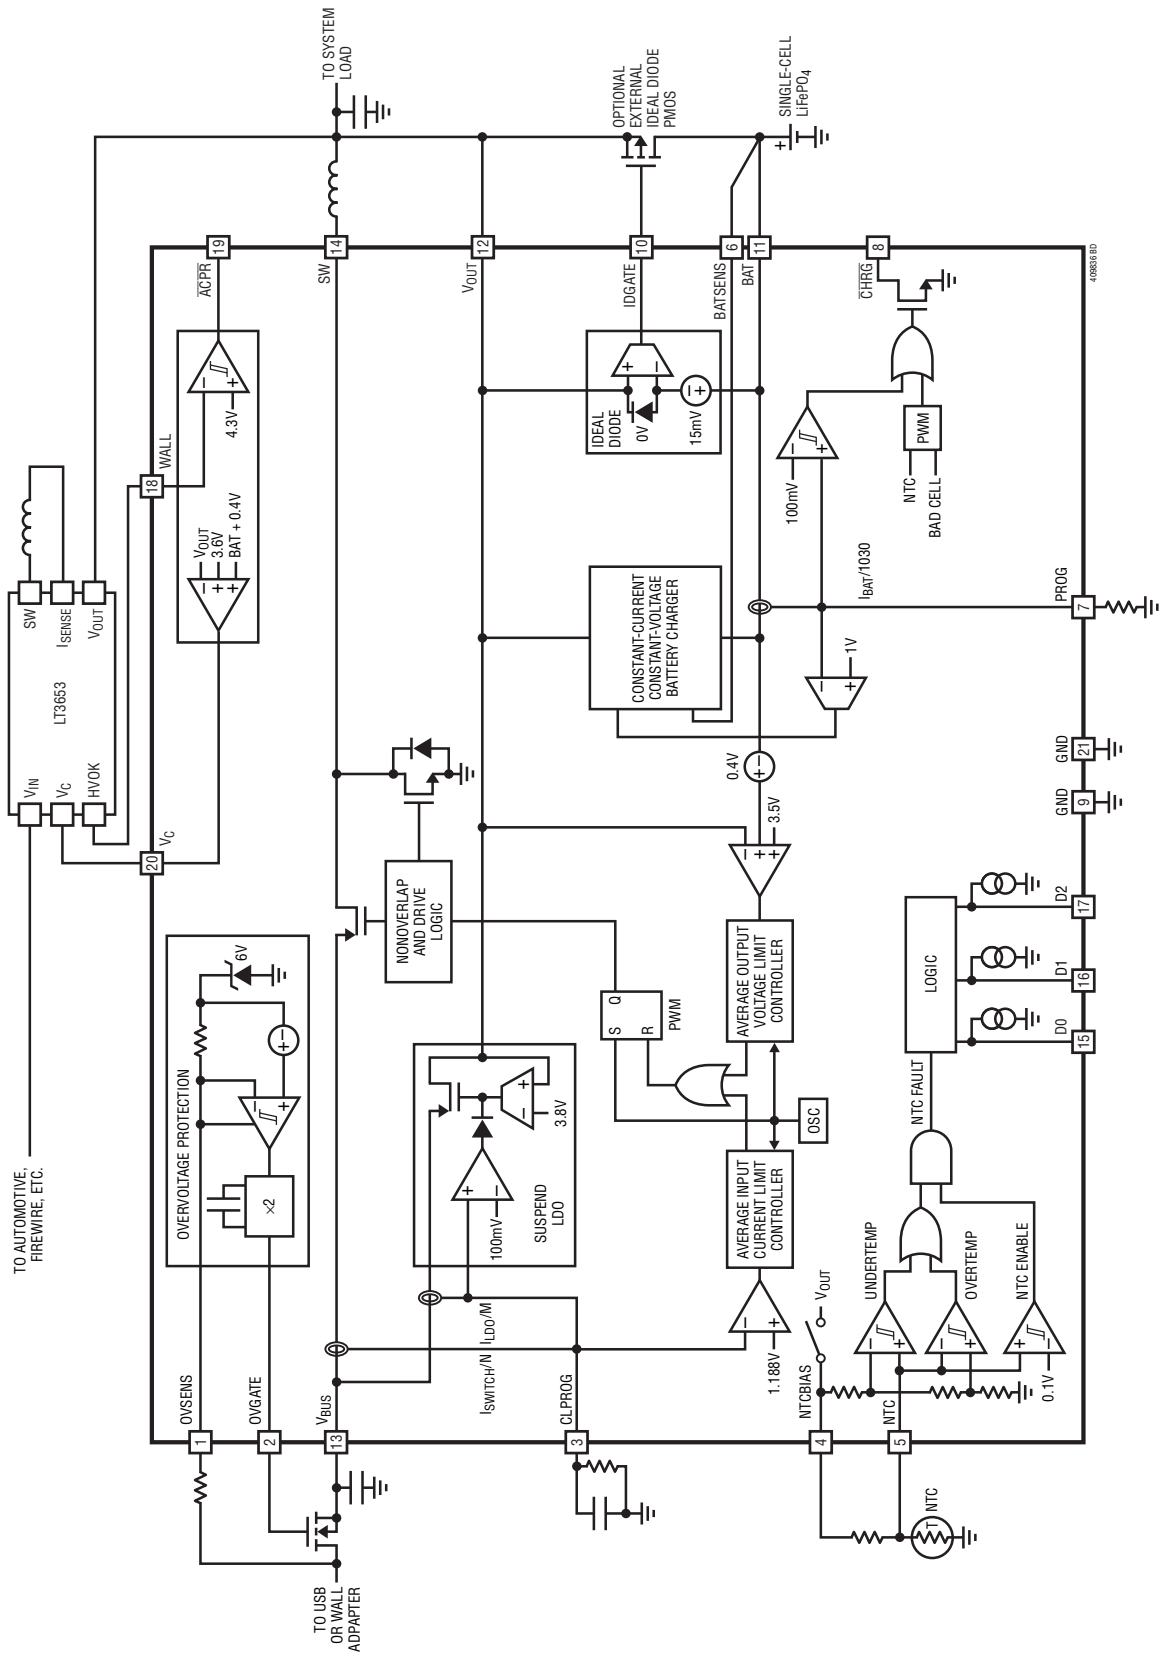 TO AUTOMOTIVE,
FIREWIRE, ETC.
VIN
VC
HVOK
LT3653
SW
ISENSE
VOUT
20
VC
18
WALL
VOUT
3.6V
BAT + 0.4V
4.3V
–
+
+
–
+
ACPR
19
TO SYSTEM
LOAD
SW
14
VOUT
12
OVERVOLTAGE PROTECTION
×2
6V
–
+
+
–
OVSENS
1
OVGATE
2
VBUS
13
TO USB
OR WALL
ADPAPTER
NONOVERLAP
AND DRIVE
LOGIC
SUSPEND
LDO
100mV
3.8V
+
–
–
+
ISWITCH/N
ILDO/M
CLPROG
3
PWM
S
Q
R
IDEAL
DIODE
0V
15mV
+
–
–
+
IDGATE
10
OPTIONAL
EXTERNAL
IDEAL DIODE
PMOS
CONSTANT-CURRENT
CONSTANT-VOLTAGE
BATTERY CHARGER
BATSENS
6
BAT
11
+
SINGLE-CELL
LiFePO4
AVERAGE INPUT
CURRENT LIMIT
CONTROLLER
–
+
1.188V
OSC
AVERAGE OUTPUT
VOLTAGE LIMIT
CONTROLLER
–
+
+
3.5V
0.4V
+
–
–
+
1V
IBAT/1030
100mV
–
+
NTC
BAD CELL
PWM
CHRG
8
NTCBIAS
4
VOUT
NTC
5
T
NTC
UNDERTEMP
–
+
OVERTEMP
–
+
NTC ENABLE
+
–
0.1V
NTC FAULT
LOGIC
D0
15
D1
16
D2
17
GND
9
GND
21
PROG
7
409836 BD